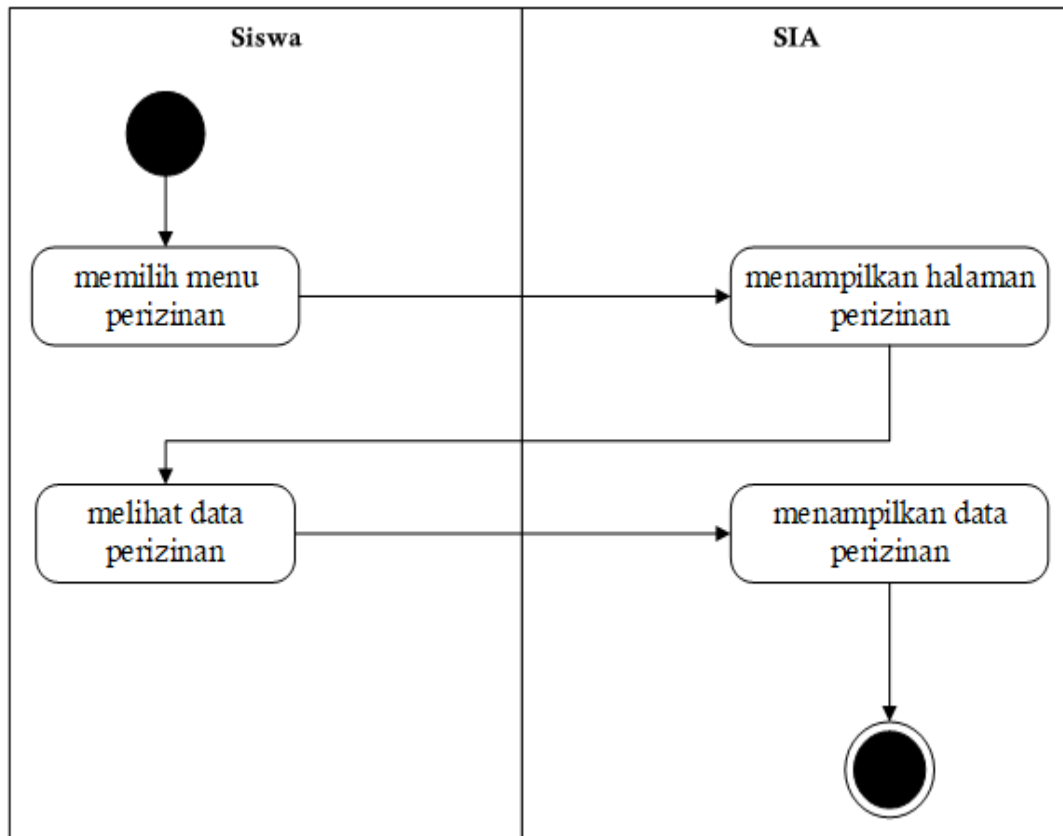 Siswa
SIA
memilih menu
perizinan
menampilkan halaman
perizinan
melihat data
perizinan
menampilkan data
perizinan